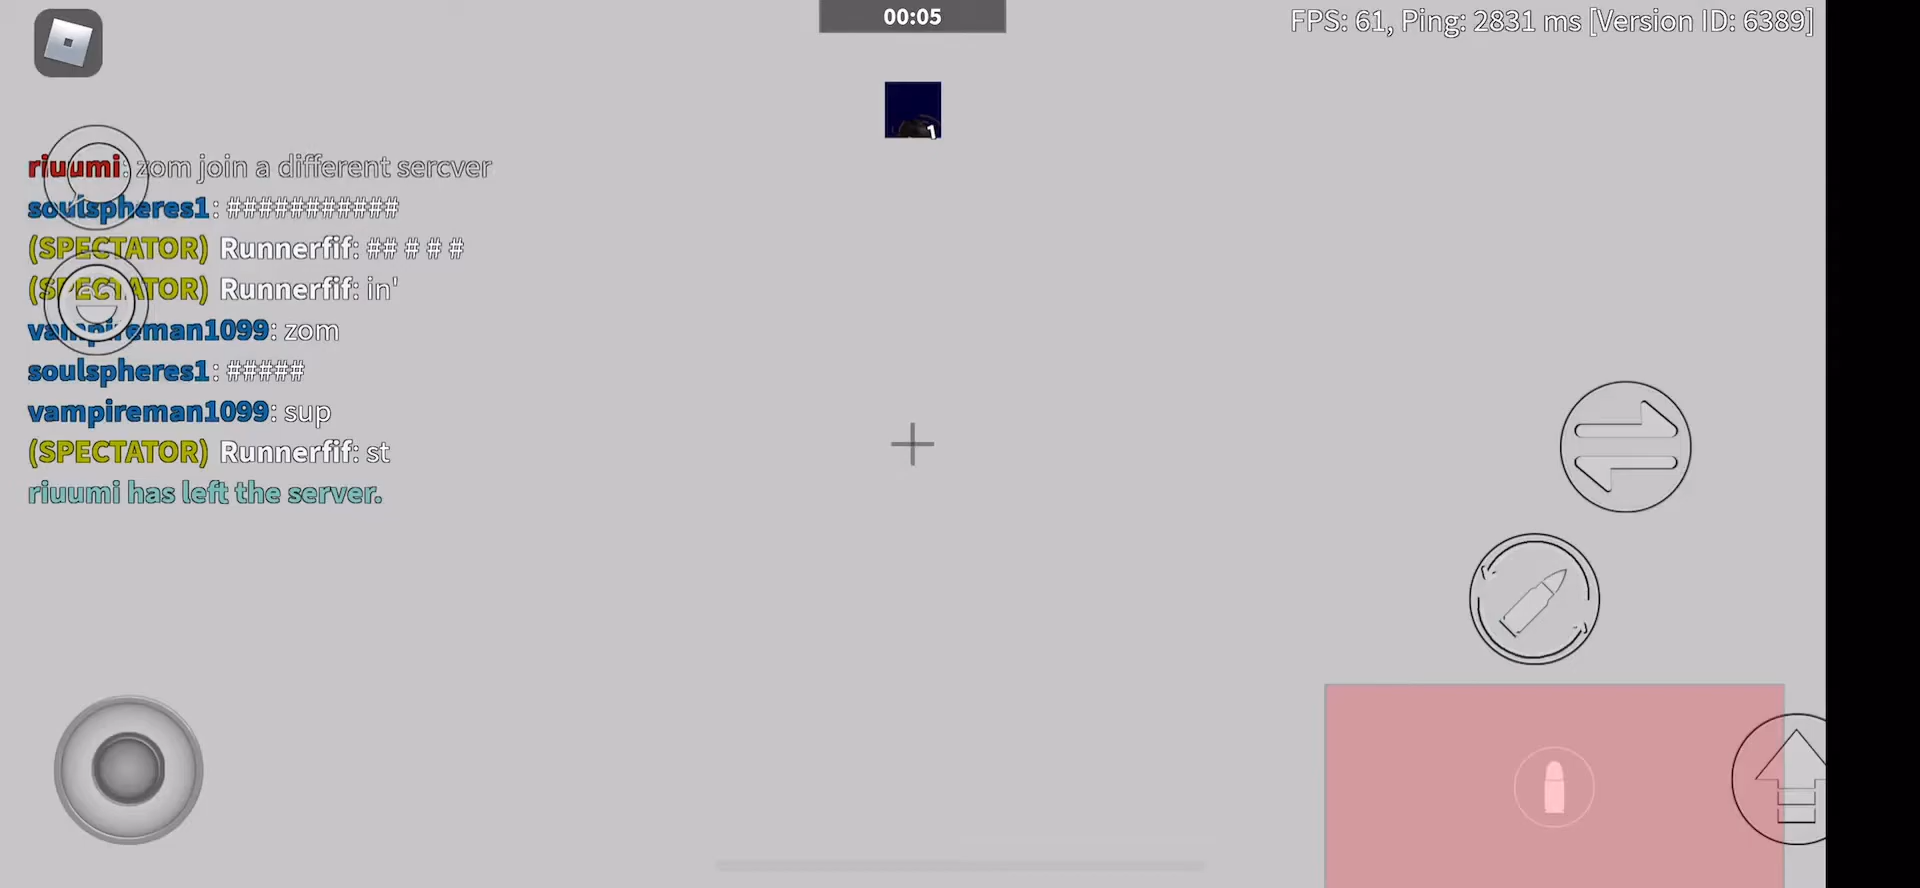 00:05
FPS: 61, Ping: 2831 ms [Version ID: 6389]
1
riuumi: zom join a different sercver
soulspheres1: ###########
(SPECTATOR) Runnerfif: ## # # #
(SPECTATOR) Runnerfif: in'
vampireman1099: zom
soulspheres1: #####
vampireman1099: sup
(SPECTATOR) Runnerfif: st
riuumi has left the server.